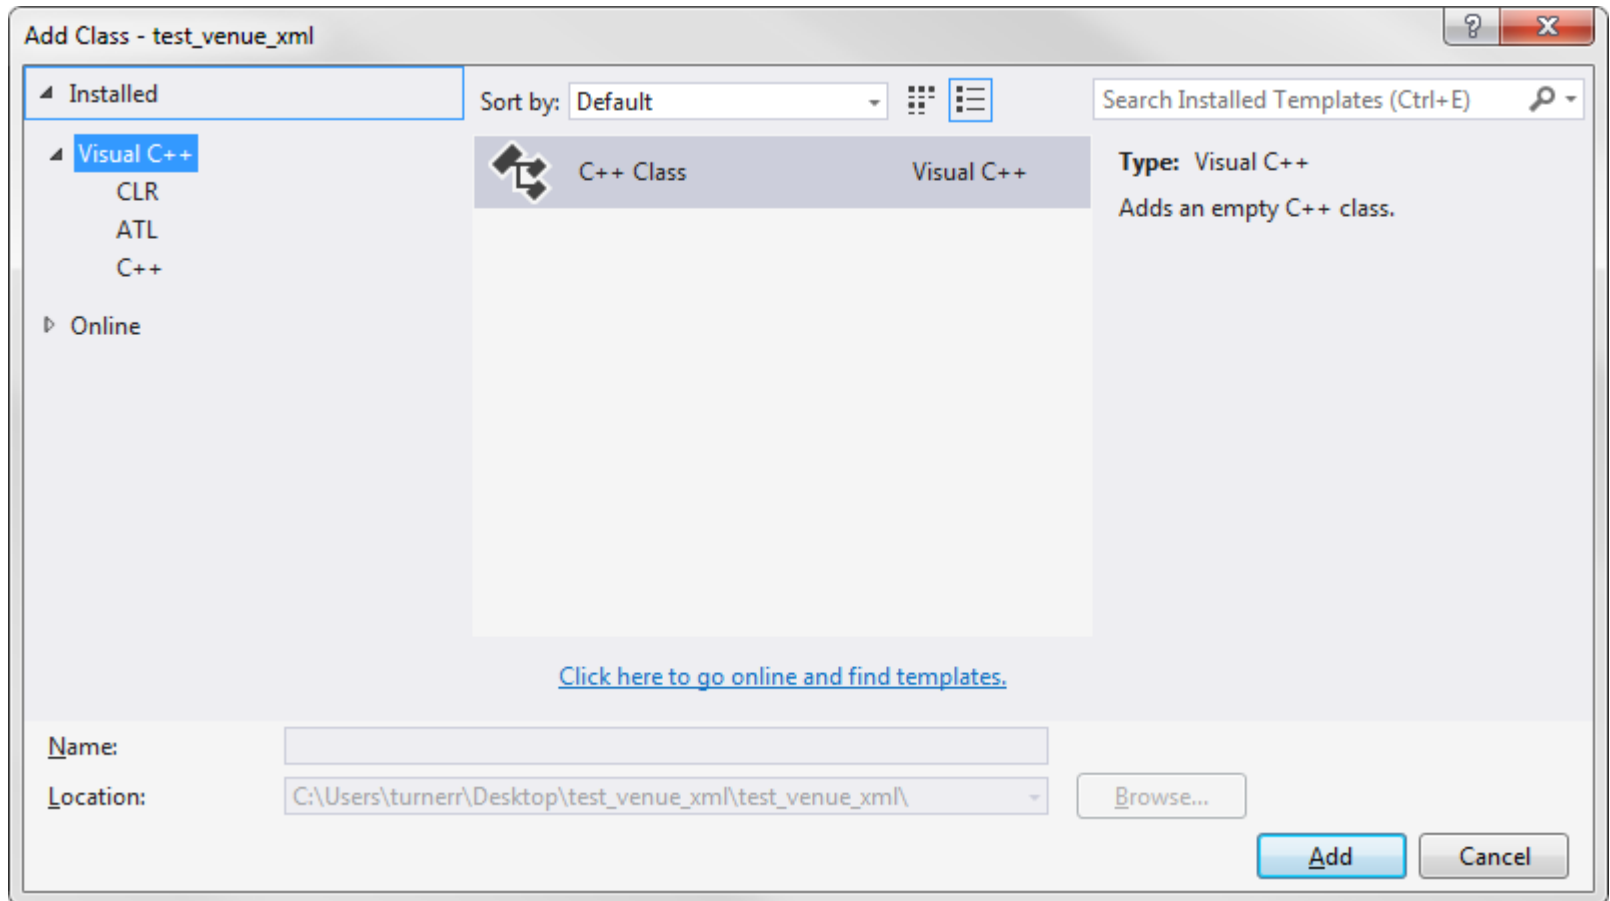 Add Class - test_venue_xml
Installed
Sort by: Default
Search Installed Templates (Ctrl+E)
Visual C++
CLR
ATL
C++
Online
C++ Class Visual C++
Type: Visual C++
Adds an empty C++ class.
Click here to go online and find templates.
Name:
Location: C:\Users\turnerr\Desktop\test_venue_xml\test_venue_xml\ Browse...
Add Cancel